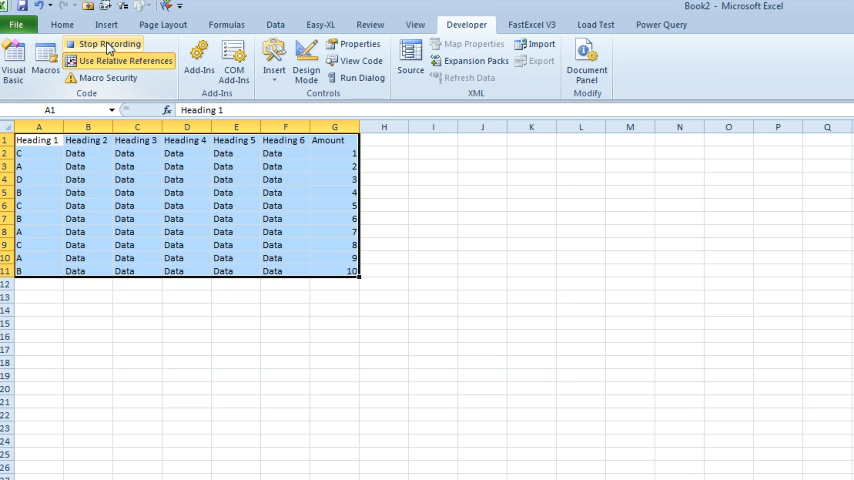 Book2 - Microsoft Excel
File Home Insert Page Layout Formulas Data Easy-XL Review View Developer FastExcel V3 Load Test Power Query
Stop Recording Properties Map Properties Import
Use Relative References View Code Expansion Packs Export
Macro Security Run Dialog Refresh Data
Visual Basic Macros Add-Ins COM Add-Ins Insert Design Mode Source Document Panel
Code Add-Ins Controls XML Modify
A1 fx Heading 1
A B C D E F G H I J K L M N O P Q
1 Heading 1 Heading 2 Heading 3 Heading 4 Heading 5 Heading 6 Amount
2 C Data Data Data Data Data 1
3 A Data Data Data Data Data 2
4 D Data Data Data Data Data 3
5 B Data Data Data Data Data 4
6 C Data Data Data Data Data 5
7 B Data Data Data Data Data 6
8 A Data Data Data Data Data 7
9 C Data Data Data Data Data 8
10 A Data Data Data Data Data 9
11 B Data Data Data Data Data 10
12
13
14
15
16
17
18
19
20
21
22
23
24
25
26